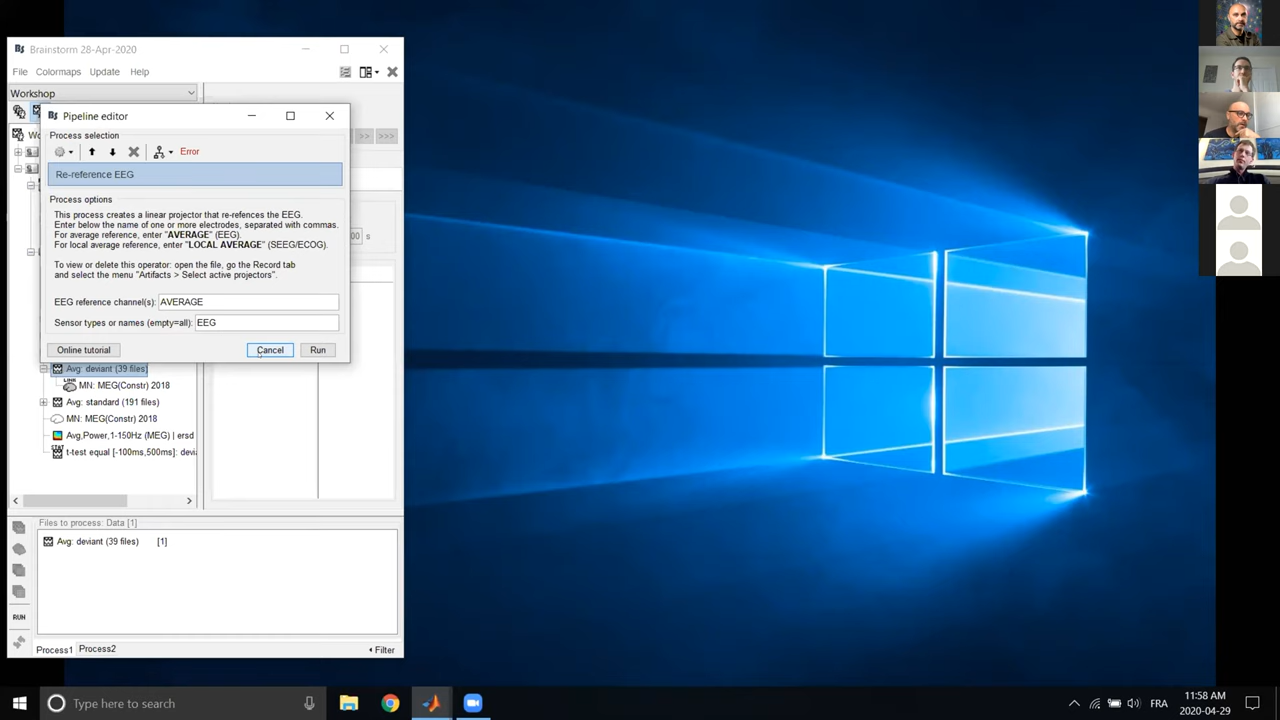 Brainstorm 28-Apr-2020
File Colormaps Update Help
Workshop
Pipeline editor
Process selection
Error
Re-reference EEG
Process options
This process creates a linear projector that re-refences the EEG.
Enter below the name of one or more electrodes, separated with commas.
For average reference, enter "AVERAGE" (EEG).
For local average reference, enter "LOCAL AVERAGE" (SEEG/ECOG).
To view or delete this operator: open the file, go the Record tab
and select the menu "Artifacts > Select active projectors".
EEG reference channel(s): AVERAGE
Sensor types or names (empty=all): EEG
Online tutorial Cancel Run
>> >>>
00 s
Avg: deviant (39 files)
LINK MN: MEG(Constr) 2018
Avg: standard (191 files)
MN: MEG(Constr) 2018
Avg,Power,1-150Hz (MEG) | ersd
STAT t-test equal [-100ms,500ms]: devi
Files to process: Data [1]
Avg: deviant (39 files) [1]
RUN
Process1 Process2 Filter
Type here to search
FRA
11:58 AM
2020-04-29